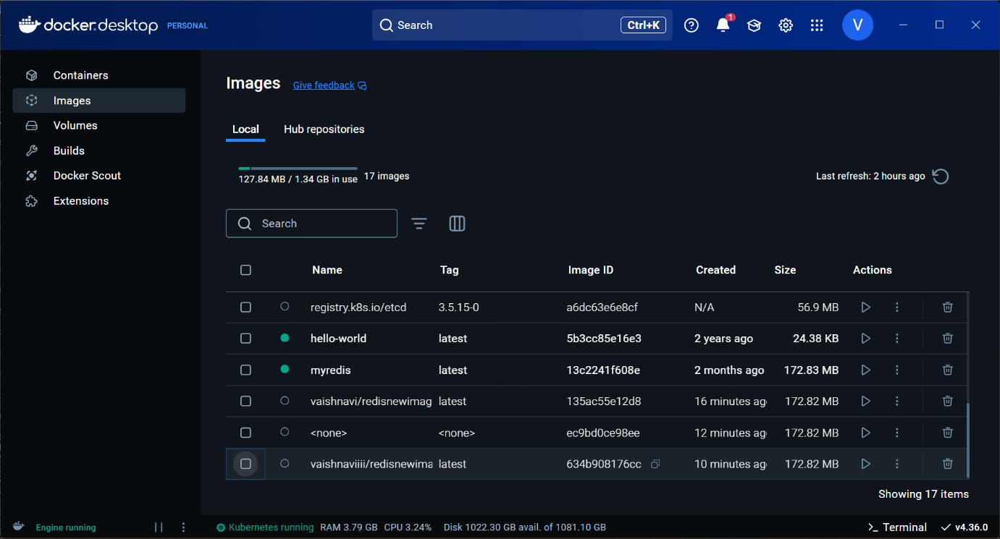 docker.desktop PERSONAL Search Ctrl+K 1 V
Containers
Images
Volumes
Builds
Docker Scout
Extensions
Images Give feedback
Local Hub repositories
127.84 MB / 1.34 GB in use 17 images Last refresh: 2 hours ago
Search
Name Tag Image ID Created Size Actions
registry.k8s.io/etcd 3.5.15-0 a6dc63e6e8cf N/A 56.9 MB
hello-world latest 5b3cc85e16e3 2 years ago 24.38 KB
myredis latest 13c2241f608e 2 months ago 172.83 MB
vaishnavi/redisnewimag latest 135ac55e12d8 16 minutes ag 172.82 MB
<none> <none> ec9bd0ce98ee 12 minutes ag 172.82 MB
vaishnaviiii/redisnewima latest 634b908176cc 10 minutes ag 172.82 MB
Showing 17 items
Engine running Kubernetes running RAM 3.79 GB CPU 3.24% Disk 1022.30 GB avail. of 1081.10 GB >_ Terminal v4.36.0